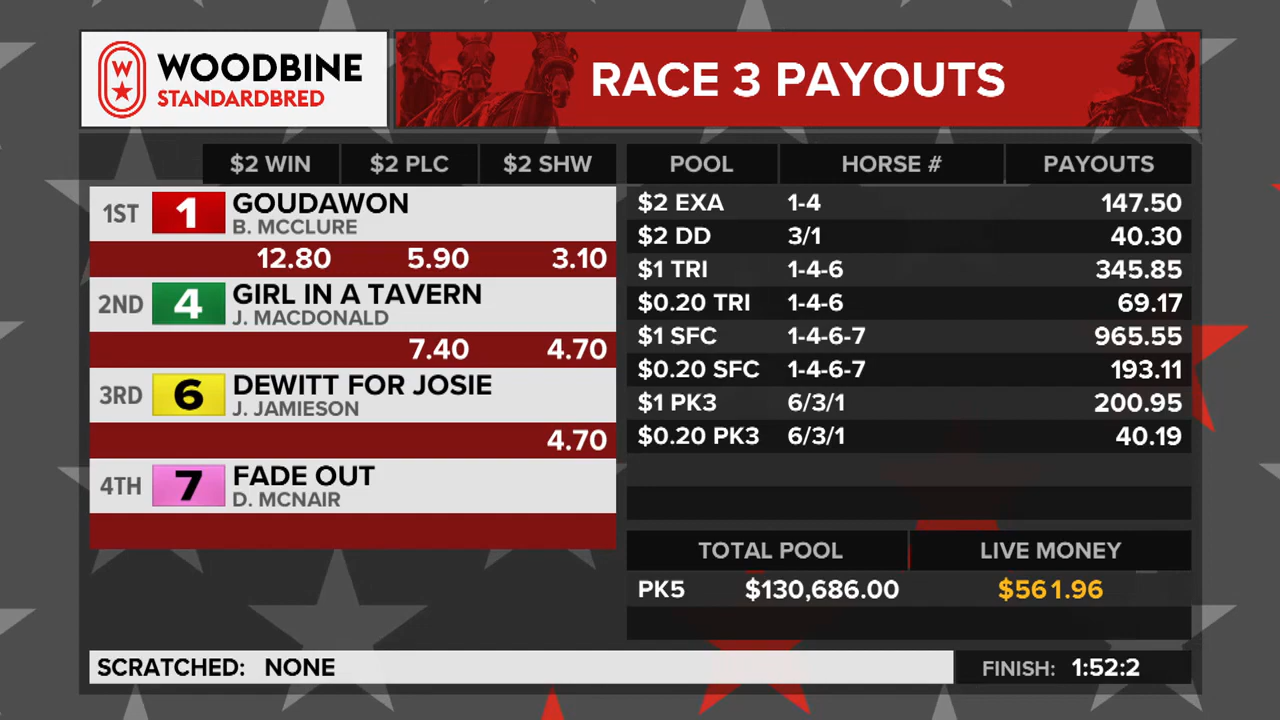 W
WOODBINE
STANDARDBRED
RACE 3 PAYOUTS
$2 WIN $2 PLC $2 SHW
1ST 1 GOUDAWON
B. MCCLURE
12.80 5.90 3.10
2ND 4 GIRL IN A TAVERN
J. MACDONALD
7.40 4.70
3RD 6 DEWITT FOR JOSIE
J. JAMIESON
4.70
4TH 7 FADE OUT
D. MCNAIR
POOL HORSE # PAYOUTS
$2 EXA 1-4 147.50
$2 DD 3/1 40.30
$1 TRI 1-4-6 345.85
$0.20 TRI 1-4-6 69.17
$1 SFC 1-4-6-7 965.55
$0.20 SFC 1-4-6-7 193.11
$1 PK3 6/3/1 200.95
$0.20 PK3 6/3/1 40.19
TOTAL POOL LIVE MONEY
PK5 $130,686.00 $561.96
SCRATCHED: NONE
FINISH: 1:52:2